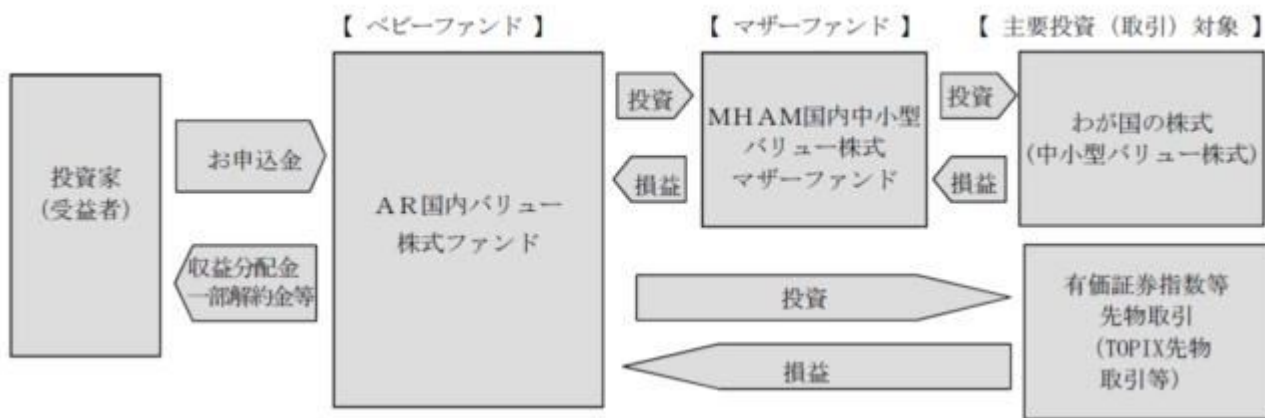 【 ベビーファンド 】
【 マザーファンド 】
【 主要投資（取引）対象 】
投資家
(受益者)
お申込金
収益分配金
一部解約金等
ＡＲ国内バリュー
株式ファンド
投資
損益
ＭＨＡＭ国内中小型
バリュー株式
マザーファンド
投資
損益
わが国の株式
(中小型バリュー株式)
投資
損益
有価証券指数等
先物取引
(TOPIX先物
取引等)